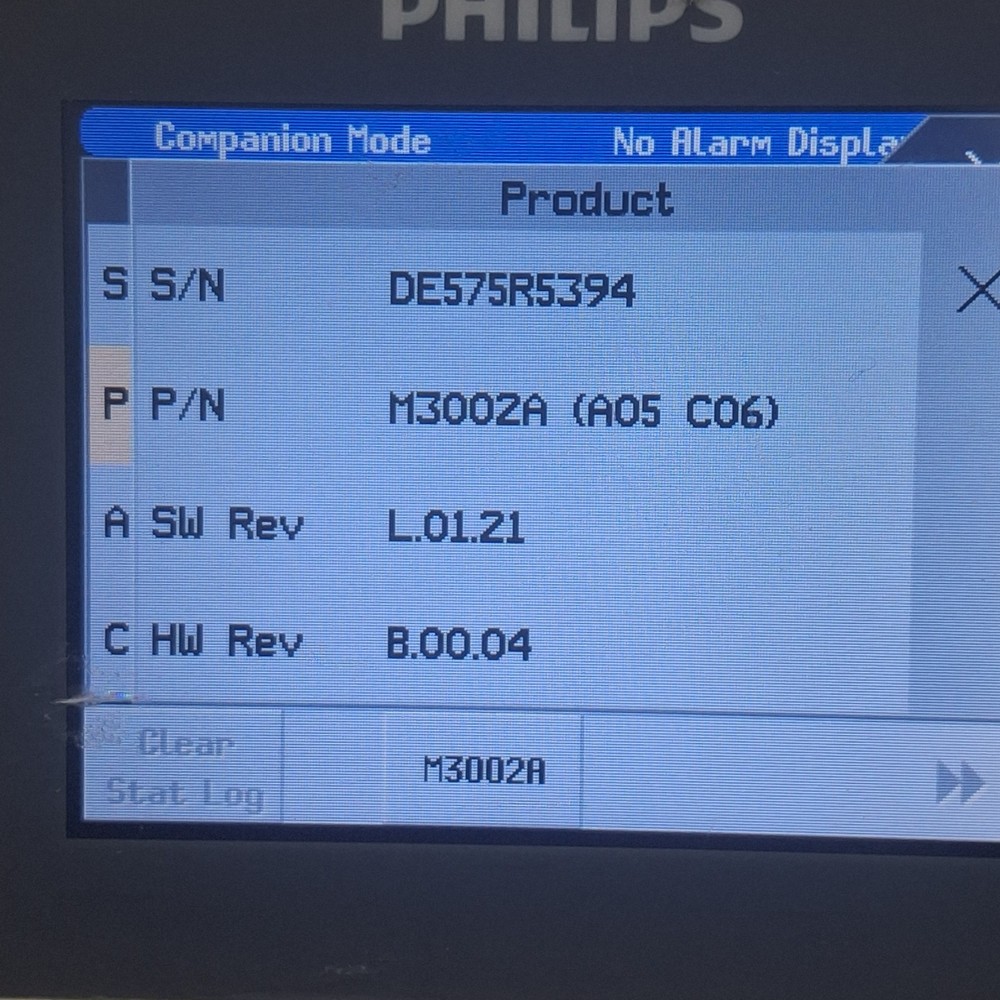 PHILIPS
Companion Mode No Alarm Displa
Product
S S/N DE575R5394
P P/N M3002A (A05 C06)
A SW Rev L.01.21
C HW Rev B.00.04
Clear
Stat Log
M3002A